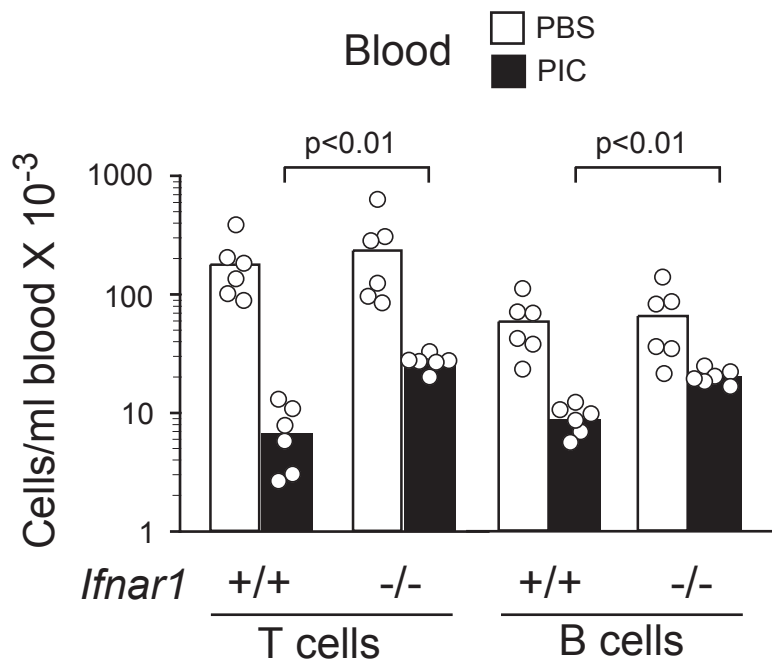 Blood
PBS
PIC
p<0.01 p<0.01
Cells/ml blood X 10⁻³
1000
100
10
1
Ifnar1 +/+ -/- +/+ -/-
T cells B cells